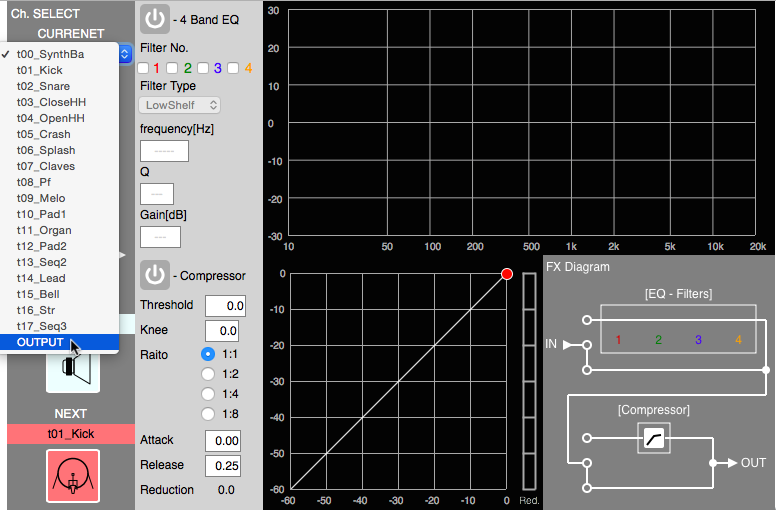 Ch. SELECT
CURRENET
✓ t00_SynthBa
t01_Kick
t02_Snare
t03_CloseHH
t04_OpenHH
t05_Crash
t06_Splash
t07_Claves
t08_Pf
t09_Melo
t10_Pad1
t11_Organ
t12_Pad2
t13_Seq2
t14_Lead
t15_Bell
t16_Str
t17_Seq3
OUTPUT
NEXT
t01_Kick
- 4 Band EQ
Filter No.
1 2 3 4
Filter Type
LowShelf
frequency[Hz]
-----
Q
---
Gain[dB]
---
- Compressor
Threshold 0.0
Knee 0.0
Raito 1:1
1:2
1:4
1:8
Attack 0.00
Release 0.25
Reduction 0.0
30
20
10
0
-10
-20
-30
10 50 100 200 500 1k 2k 5k 10k 20k
0
-10
-20
-30
-40
-50
-60
-60 -50 -40 -30 -20 -10 0 Red.
FX Diagram
[EQ - Filters]
1 2 3 4
IN
[Compressor]
OUT